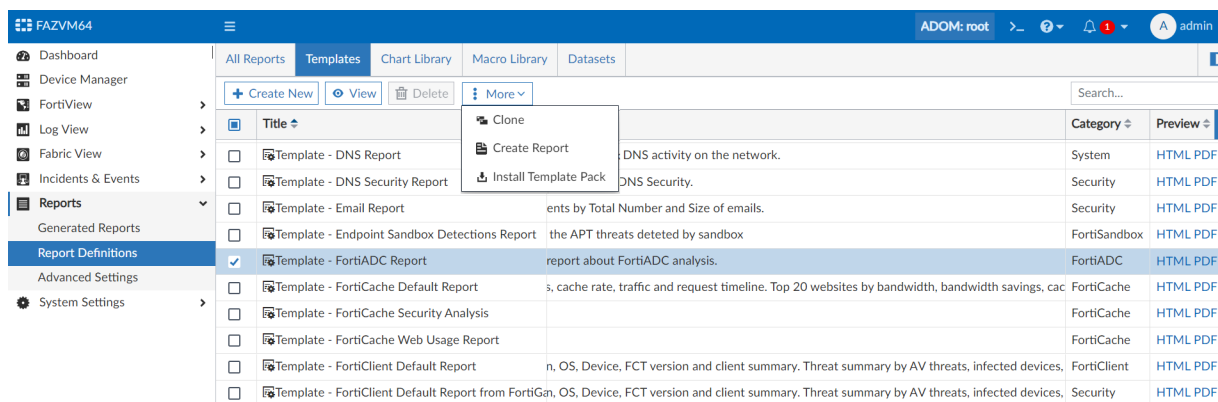 FAZVM64
ADOM: root
1
A
admin
Dashboard
Device Manager
FortiView
Log View
Fabric View
Incidents & Events
Reports
Generated Reports
Report Definitions
Advanced Settings
System Settings
All Reports
Templates
Chart Library
Macro Library
Datasets
Create New
View
Delete
More
Search...
Clone
Create Report
Install Template Pack
Title
Category
Preview
Template - DNS Report DNS activity on the network. System HTML PDF
Template - DNS Security Report DNS Security. Security HTML PDF
Template - Email Report ents by Total Number and Size of emails. Security HTML PDF
Template - Endpoint Sandbox Detections Report the APT threats deteted by sandbox FortiSandbox HTML PDF
Template - FortiADC Report report about FortiADC analysis. FortiADC HTML PDF
Template - FortiCache Default Report s, cache rate, traffic and request timeline. Top 20 websites by bandwidth, bandwidth savings, cac FortiCache HTML PDF
Template - FortiCache Security Analysis FortiCache HTML PDF
Template - FortiCache Web Usage Report FortiCache HTML PDF
Template - FortiClient Default Report n, OS, Device, FCT version and client summary. Threat summary by AV threats, infected devices, FortiClient HTML PDF
Template - FortiClient Default Report from FortiGa n, OS, Device, FCT version and client summary. Threat summary by AV threats, infected devices, Security HTML PDF